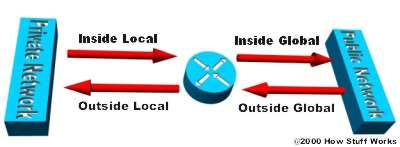 Private Network
Inside Local
Outside Local
Inside Global
Outside Global
Public Network
©2000 How Stuff Works